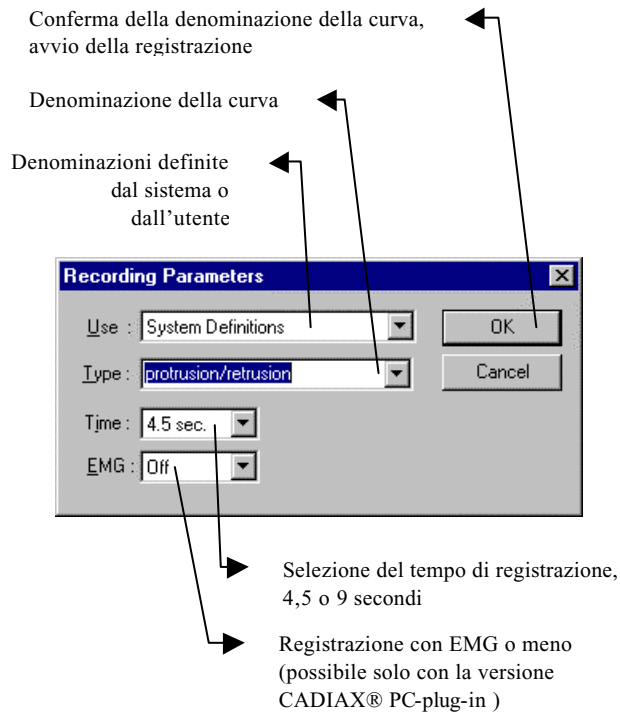 Conferma della denominazione della curva,
avvio della registrazione
Denominazione della curva
Denominazioni definite
dal sistema o
dall'utente
Recording Parameters
Use : System Definitions
OK
Type : protrusion/retrusion
Cancel
Time : 4.5 sec.
EMG : Off
Selezione del tempo di registrazione,
4,5 o 9 secondi
Registrazione con EMG o meno
(possibile solo con la versione
CADIAX® PC-plug-in )